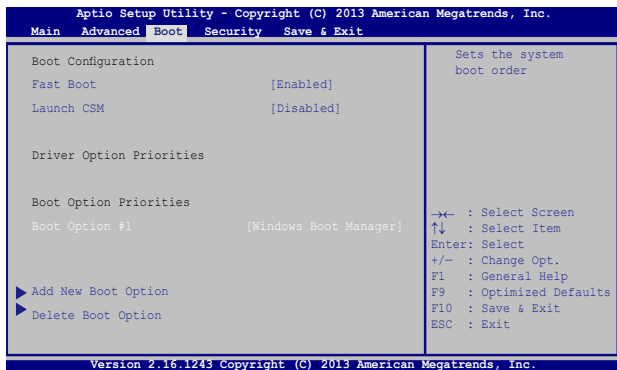 Aptio Setup Utility - Copyright (C) 2013 American Megatrends, Inc.
Main Advanced Boot Security Save & Exit
Boot Configuration
Fast Boot [Enabled]
Launch CSM [Disabled]
Driver Option Priorities
Boot Option Priorities
Boot Option #1 [Windows Boot Manager]
Add New Boot Option
Delete Boot Option
Sets the system
boot order
→← : Select Screen
↑↓ : Select Item
Enter: Select
+/— : Change Opt.
F1 : General Help
F9 : Optimized Defaults
F10 : Save & Exit
ESC : Exit
Version 2.16.1243 Copyright (C) 2013 American Megatrends, Inc.